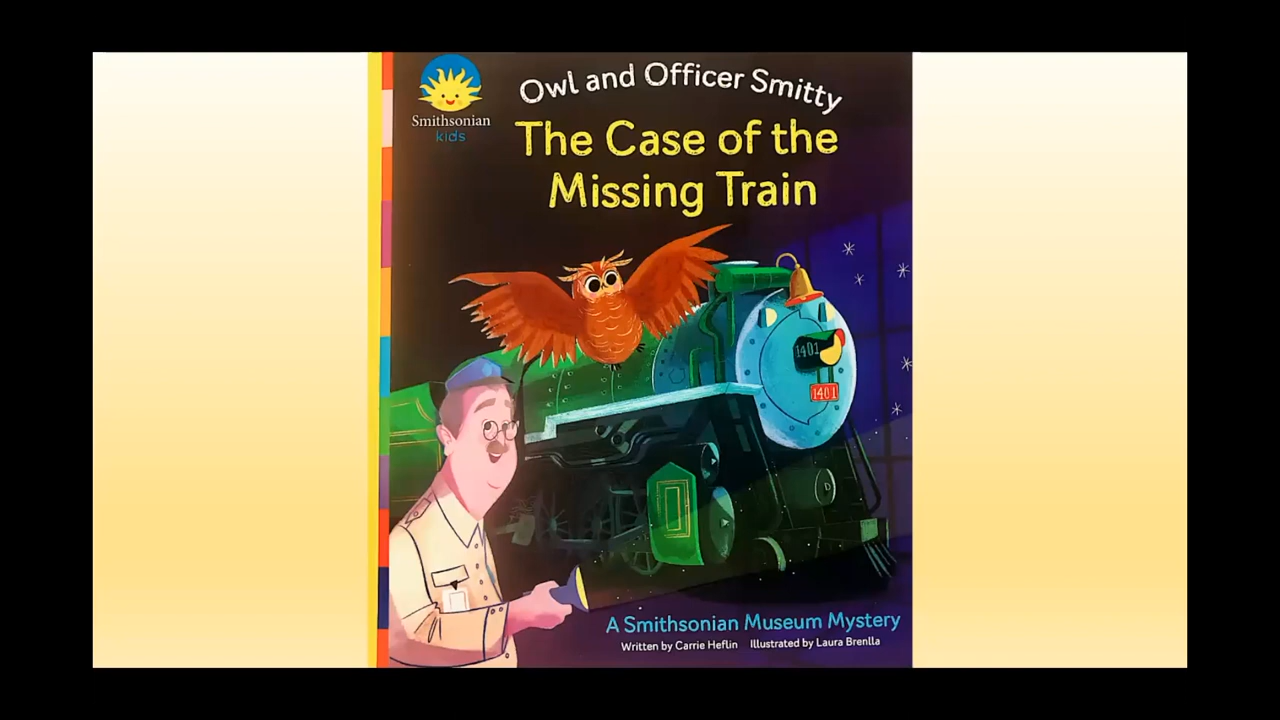 Smithsonian
kids
Owl and Officer Smitty
The Case of the
Missing Train
1401
1401
D
A Smithsonian Museum Mystery
Written by Carrie Heflin Illustrated by Laura Brenlla